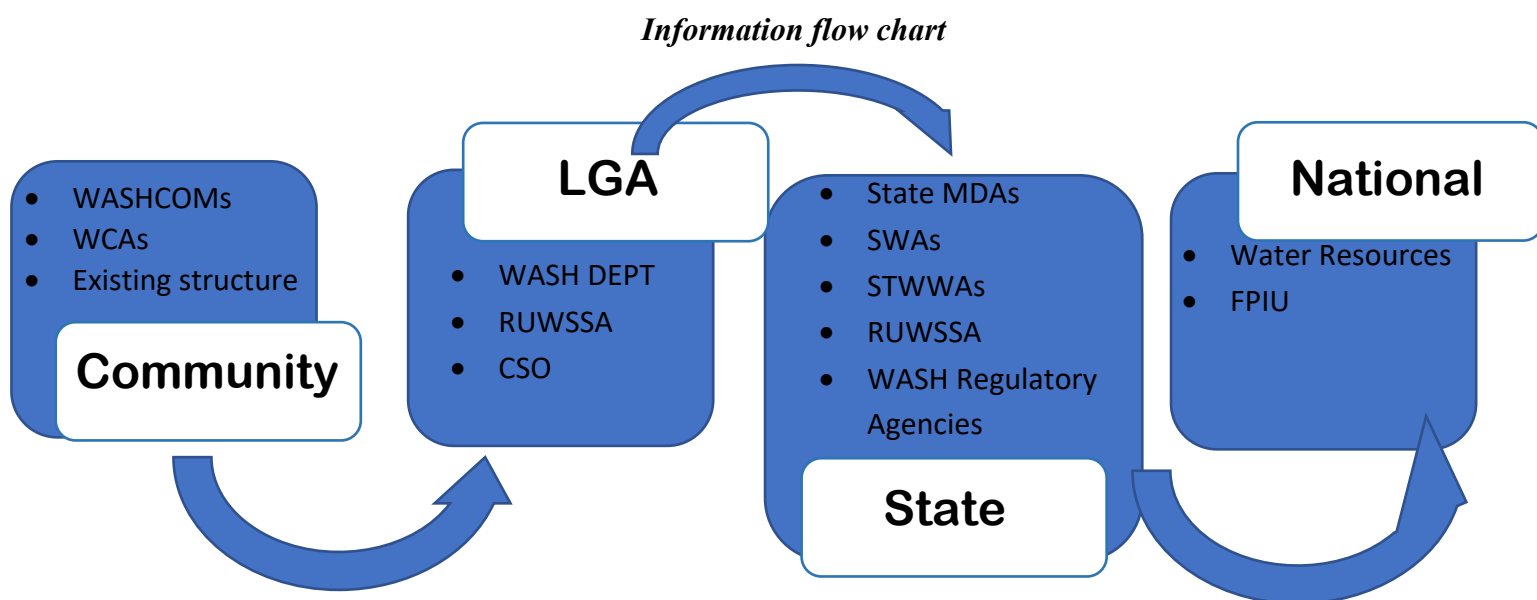 Information flow chart
• WASHCOMs
• WCAs
• Existing structure
Community
LGA
• WASH DEPT
• RUWSSA
• CSO
• State MDAs
• SWAs
• STWWAs
• RUWSSA
• WASH Regulatory
Agencies
State
National
• Water Resources
• FPIU